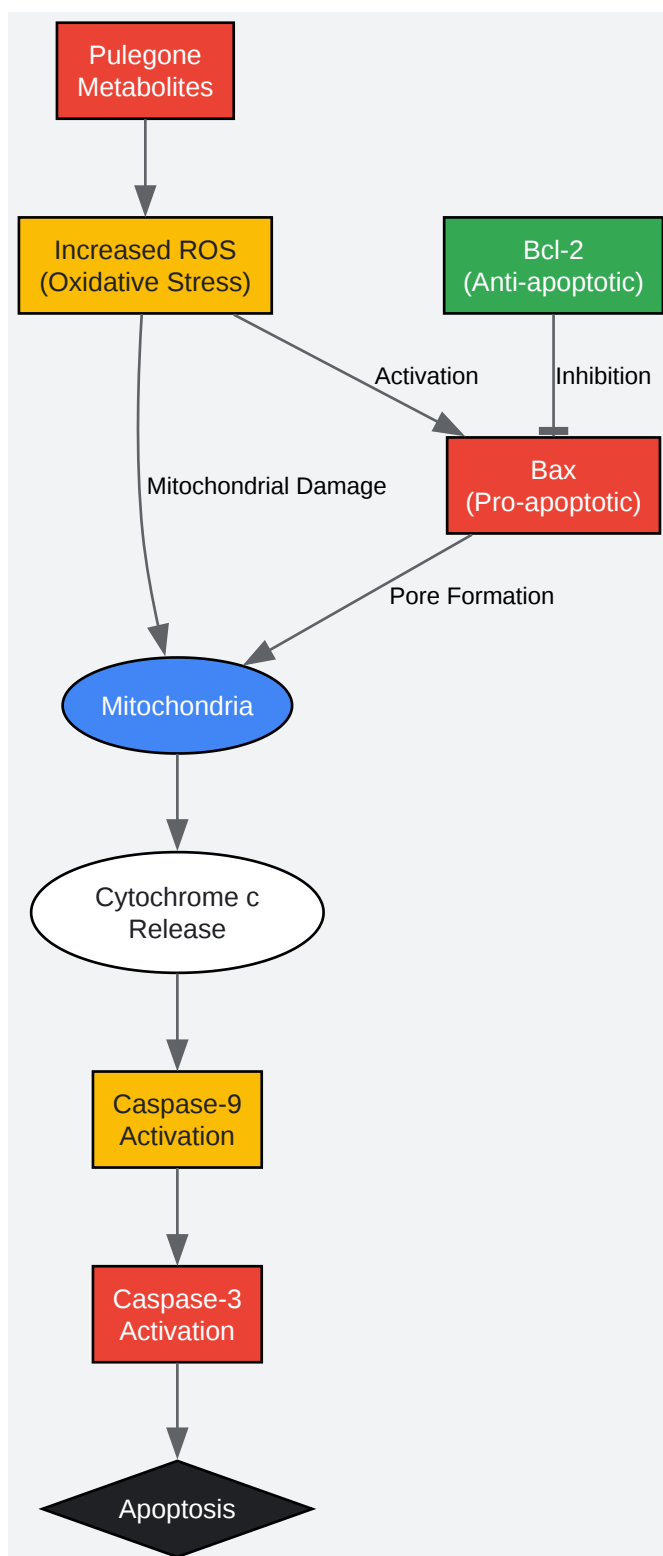 Pulegone
Metabolites
Increased ROS
(Oxidative Stress)
Bcl-2
(Anti-apoptotic)
Activation
Inhibition
Bax
(Pro-apoptotic)
Mitochondrial Damage
Pore Formation
Mitochondria
Cytochrome c
Release
Caspase-9
Activation
Caspase-3
Activation
Apoptosis